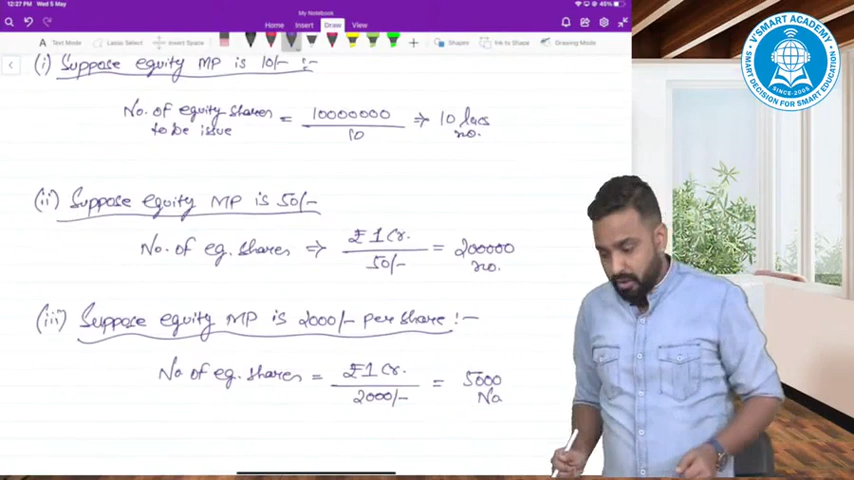 12:27 PM Wed 5 May
48%
My Notebook
Home Insert Draw View
Text Mode Lasso Select Insert Space Shapes Ink to Shape Drawing Mode
(i) Suppose equity MP is 10/- :-
No. of equity shares to be issue = 10000000 / 10 ⇒ 10 lacs no.
(ii) Suppose equity MP is 50/-
No. of eq. shares ⇒ ₹1 Cr. / 50/- = 200000 no.
(iii) Suppose equity MP is 2000/- per share :-
No of eq. shares = ₹1 Cr. / 2000/- = 5000 No
V'SMART ACADEMY
SINCE-2005
SMART DECISION FOR SMART EDUCATION